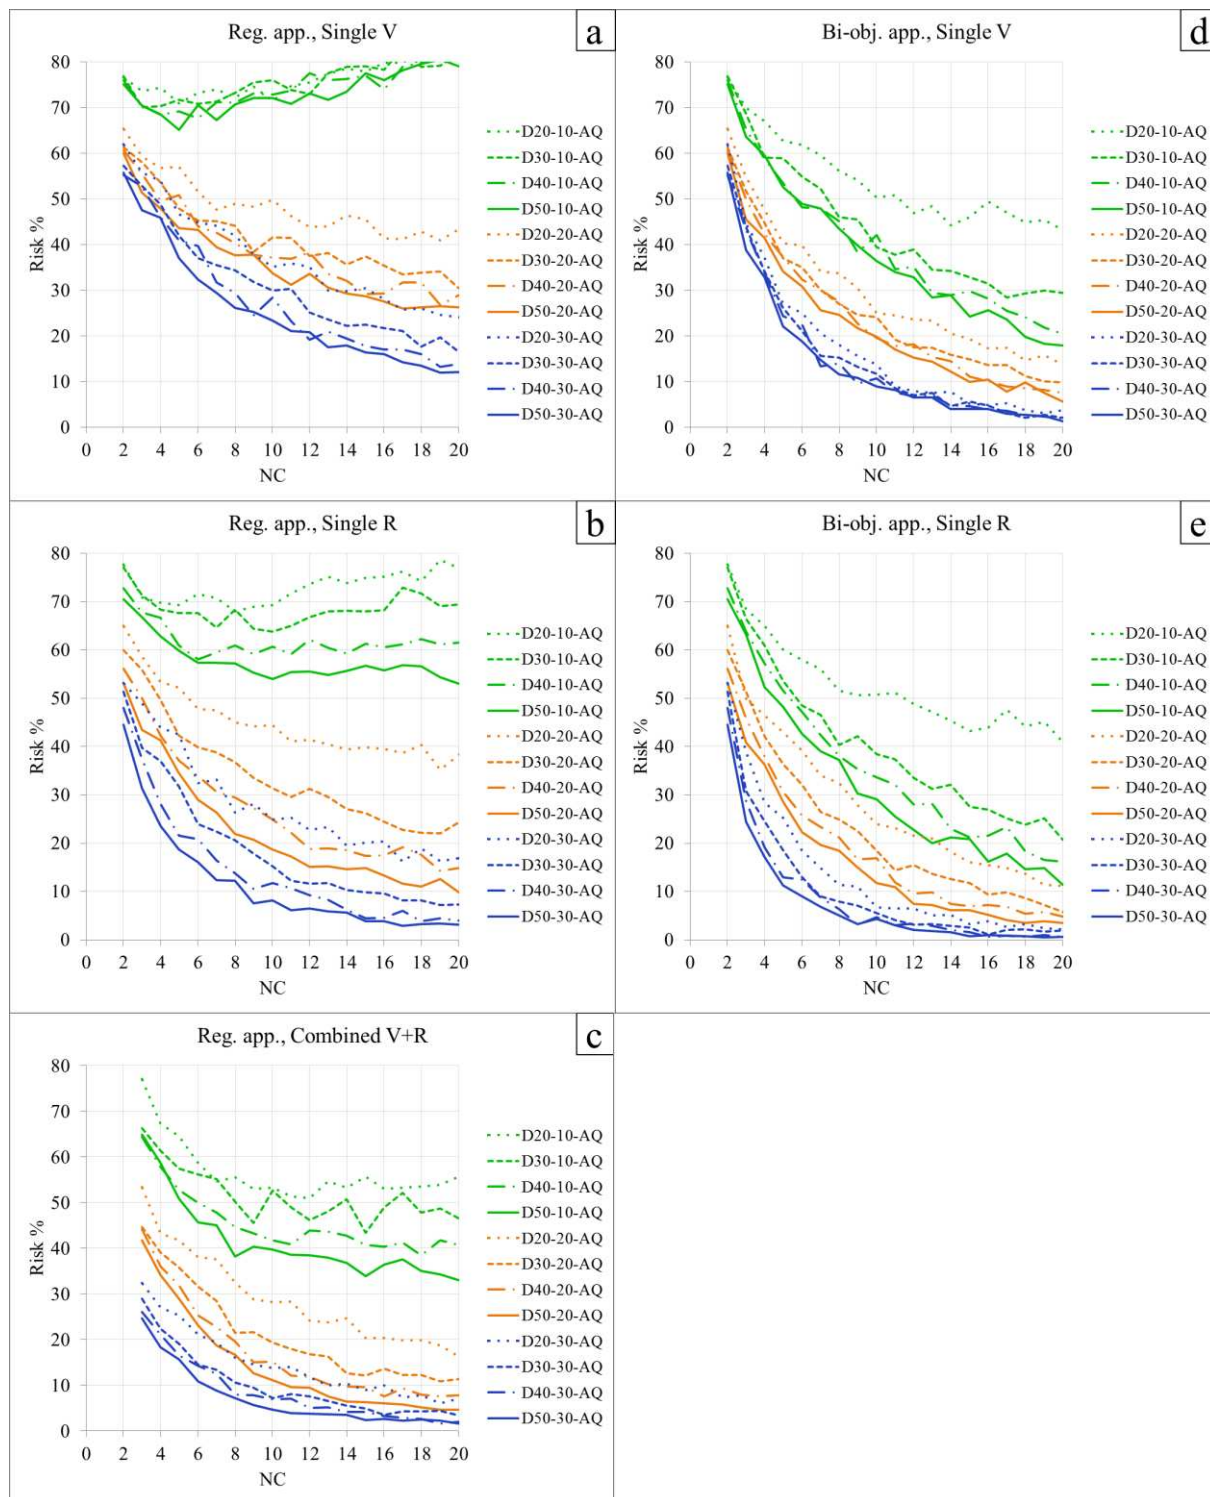 Reg. app., Single V
a
Risk %
80
70
60
50
40
30
20
10
0
0 2 4 6 8 10 12 14 16 18 20
NC
D20-10-AQ
D30-10-AQ
D40-10-AQ
D50-10-AQ
D20-20-AQ
D30-20-AQ
D40-20-AQ
D50-20-AQ
D20-30-AQ
D30-30-AQ
D40-30-AQ
D50-30-AQ
Bi-obj. app., Single V
d
Risk %
80
70
60
50
40
30
20
10
0
0 2 4 6 8 10 12 14 16 18 20
NC
D20-10-AQ
D30-10-AQ
D40-10-AQ
D50-10-AQ
D20-20-AQ
D30-20-AQ
D40-20-AQ
D50-20-AQ
D20-30-AQ
D30-30-AQ
D40-30-AQ
D50-30-AQ
Reg. app., Single R
b
Risk %
80
70
60
50
40
30
20
10
0
0 2 4 6 8 10 12 14 16 18 20
NC
D20-10-AQ
D30-10-AQ
D40-10-AQ
D50-10-AQ
D20-20-AQ
D30-20-AQ
D40-20-AQ
D50-20-AQ
D20-30-AQ
D30-30-AQ
D40-30-AQ
D50-30-AQ
Bi-obj. app., Single R
e
Risk %
80
70
60
50
40
30
20
10
0
0 2 4 6 8 10 12 14 16 18 20
NC
D20-10-AQ
D30-10-AQ
D40-10-AQ
D50-10-AQ
D20-20-AQ
D30-20-AQ
D40-20-AQ
D50-20-AQ
D20-30-AQ
D30-30-AQ
D40-30-AQ
D50-30-AQ
Reg. app., Combined V+R
c
Risk %
80
70
60
50
40
30
20
10
0
0 2 4 6 8 10 12 14 16 18 20
NC
D20-10-AQ
D30-10-AQ
D40-10-AQ
D50-10-AQ
D20-20-AQ
D30-20-AQ
D40-20-AQ
D50-20-AQ
D20-30-AQ
D30-30-AQ
D40-30-AQ
D50-30-AQ